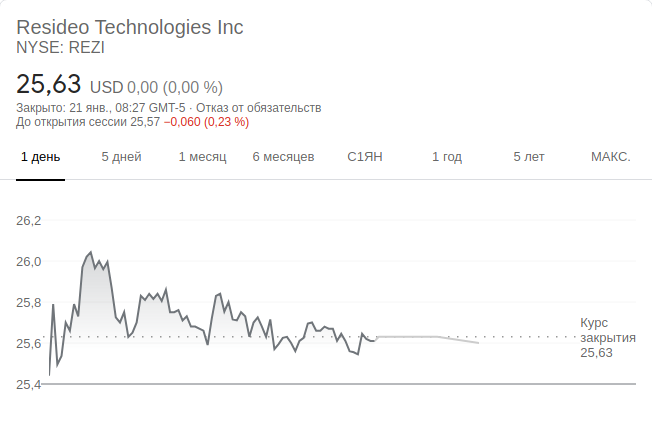 Resideo Technologies Inc
NYSE: REZI
25,63 USD 0,00 (0,00 %)
Закрыто: 21 янв., 08:27 GMT-5 · Отказ от обязательств
До открытия сессии 25,57 −0,060 (0,23 %)
1 день 5 дней 1 месяц 6 месяцев С1ЯН 1 год 5 лет МАКС.
26,2
26,0
25,8
25,6
25,4
Курс
закрытия
25,63